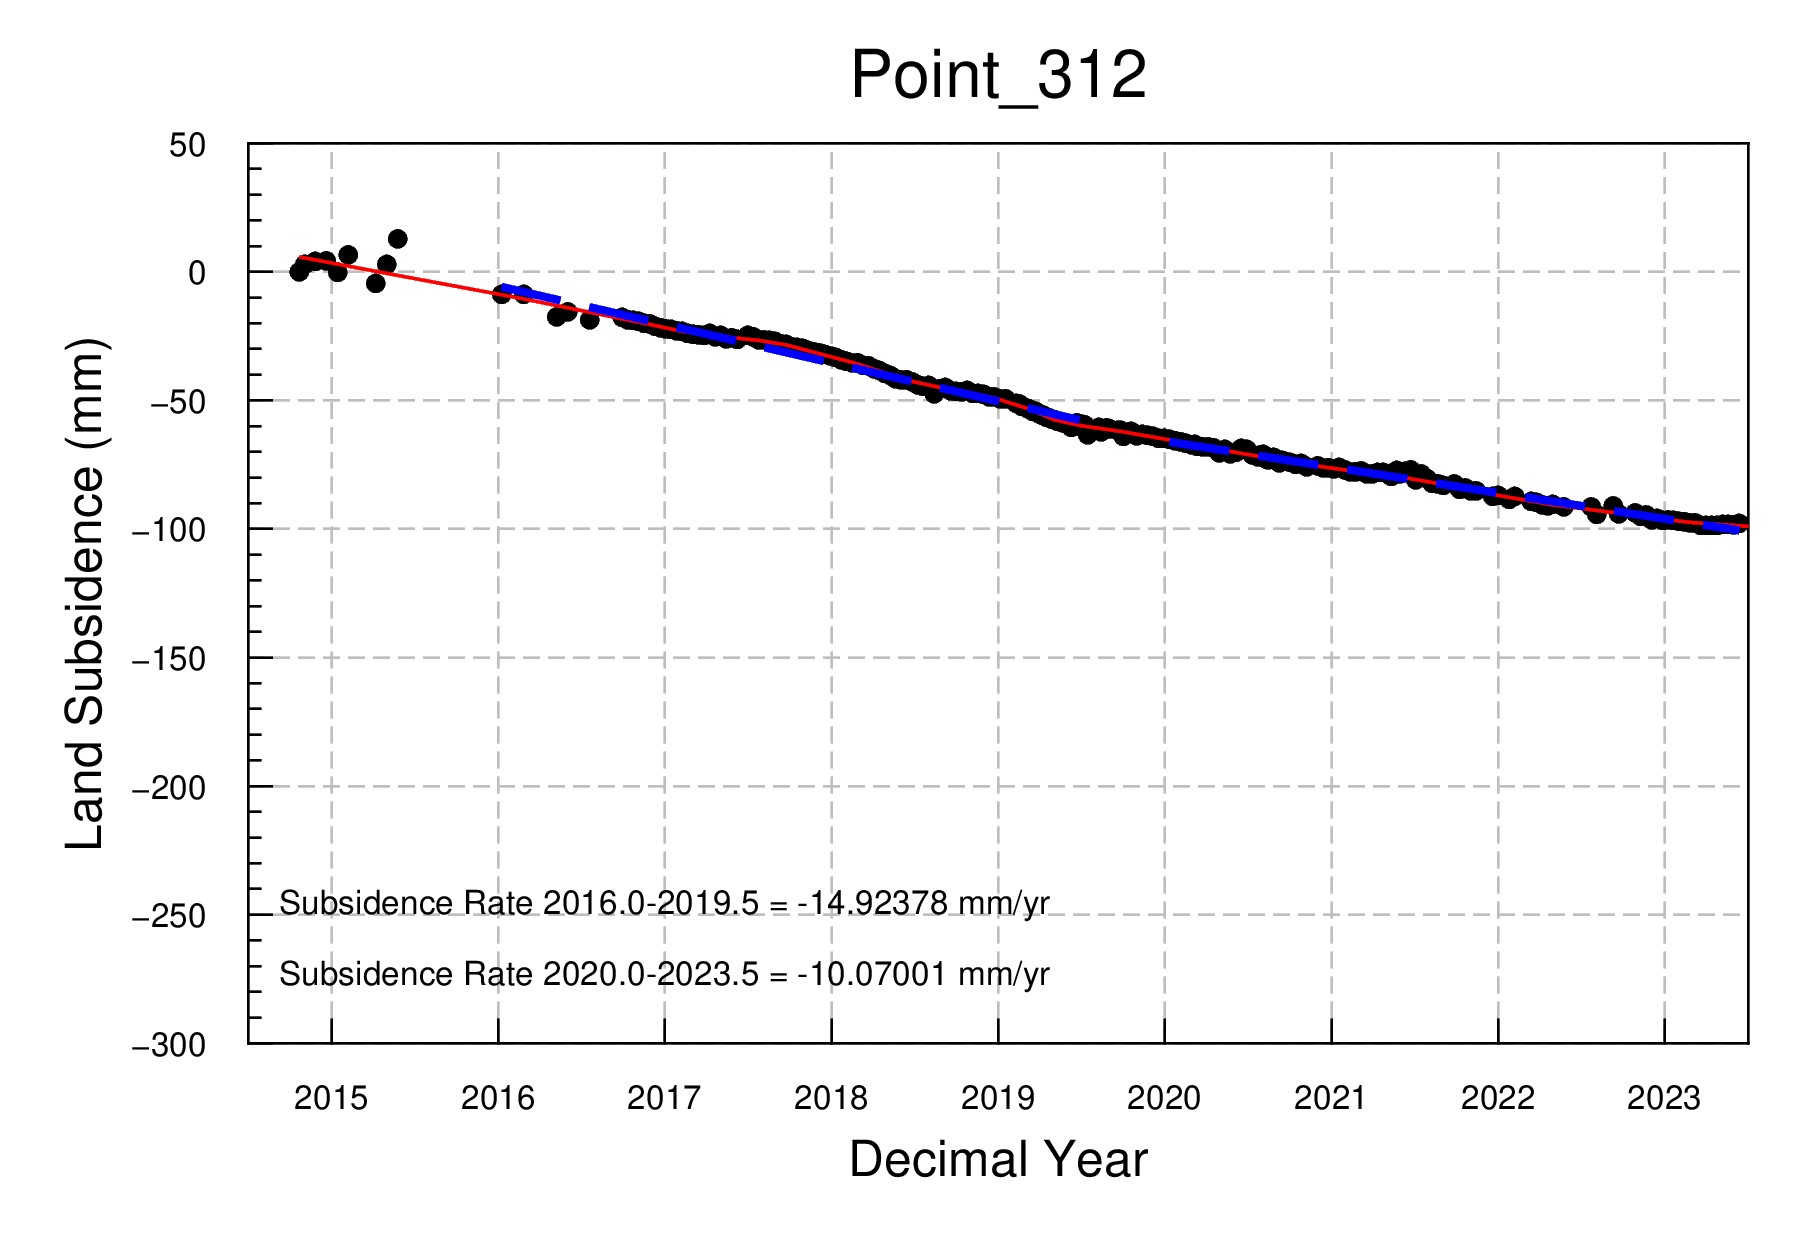 Point_312
50
0
−50
−100
−150
−200
−250
−300
Land Subsidence (mm)
Subsidence Rate 2016.0-2019.5 = -14.92378 mm/yr
Subsidence Rate 2020.0-2023.5 = -10.07001 mm/yr
2015 2016 2017 2018 2019 2020 2021 2022 2023
Decimal Year